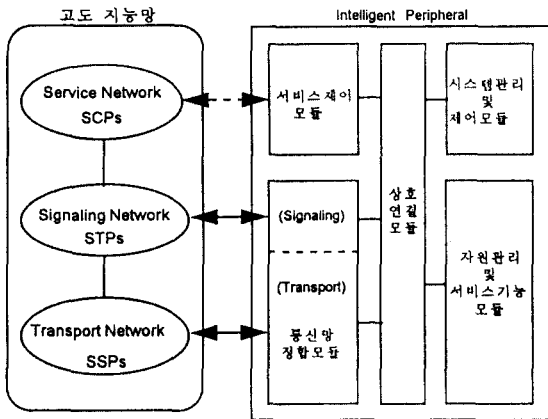 고도 지능망
Intelligent Peripheral
Service Network
SCPs
Signaling Network
STPs
Transport Network
SSPs
서비스제어
모듈
(Signaling)
(Transport)
통신망
정합모듈
상호
연결
모듈
시스템관리
및
제어모듈
자원관리
및
서비스기능
모듈